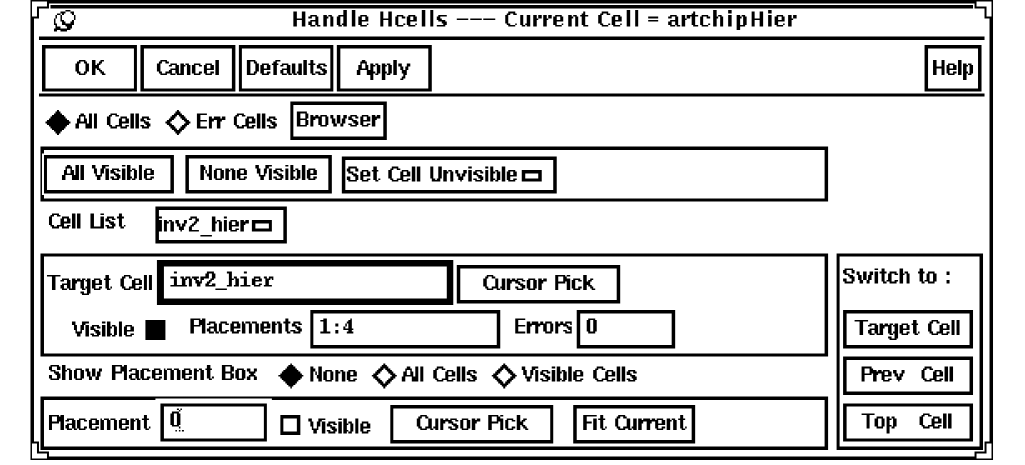 Handle Hcells --- Current Cell = artchipHier
OK Cancel Defaults Apply Help
All Cells Err Cells Browser
All Visible None Visible Set Cell Unvisible
Cell List inv2_hier
Target Cell inv2_hier Cursor Pick Switch to :
Visible Placements 1:4 Errors 0 Target Cell
Show Placement Box None All Cells Visible Cells Prev Cell
Placement 0 Visible Cursor Pick Fit Current Top Cell